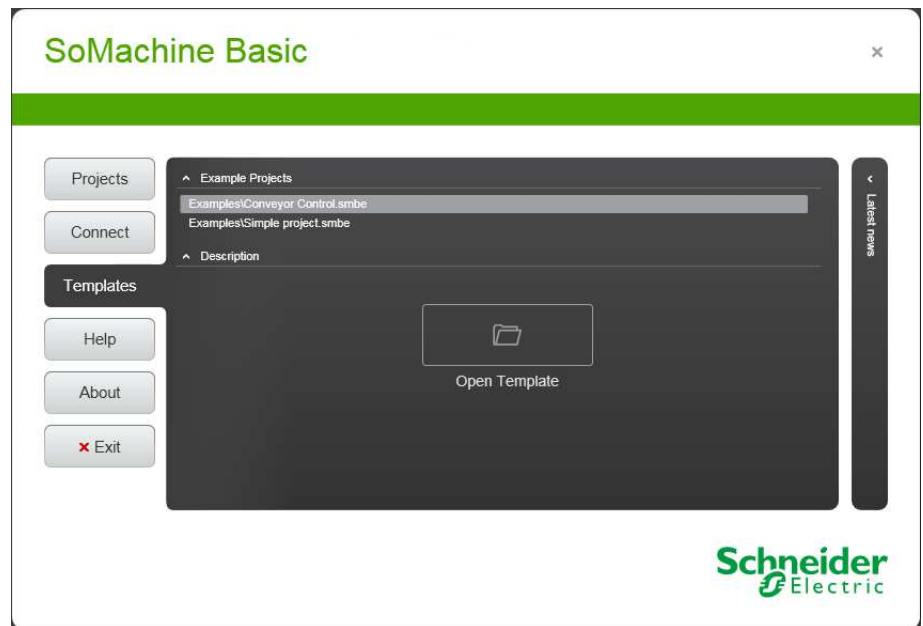 SoMachine Basic
Projects
Connect
Templates
Help
About
Exit
Example Projects
Examples\Conveyor Control.smbe
Examples\Simple project.smbe
Description
Open Template
Latest news
Schneider
Electric